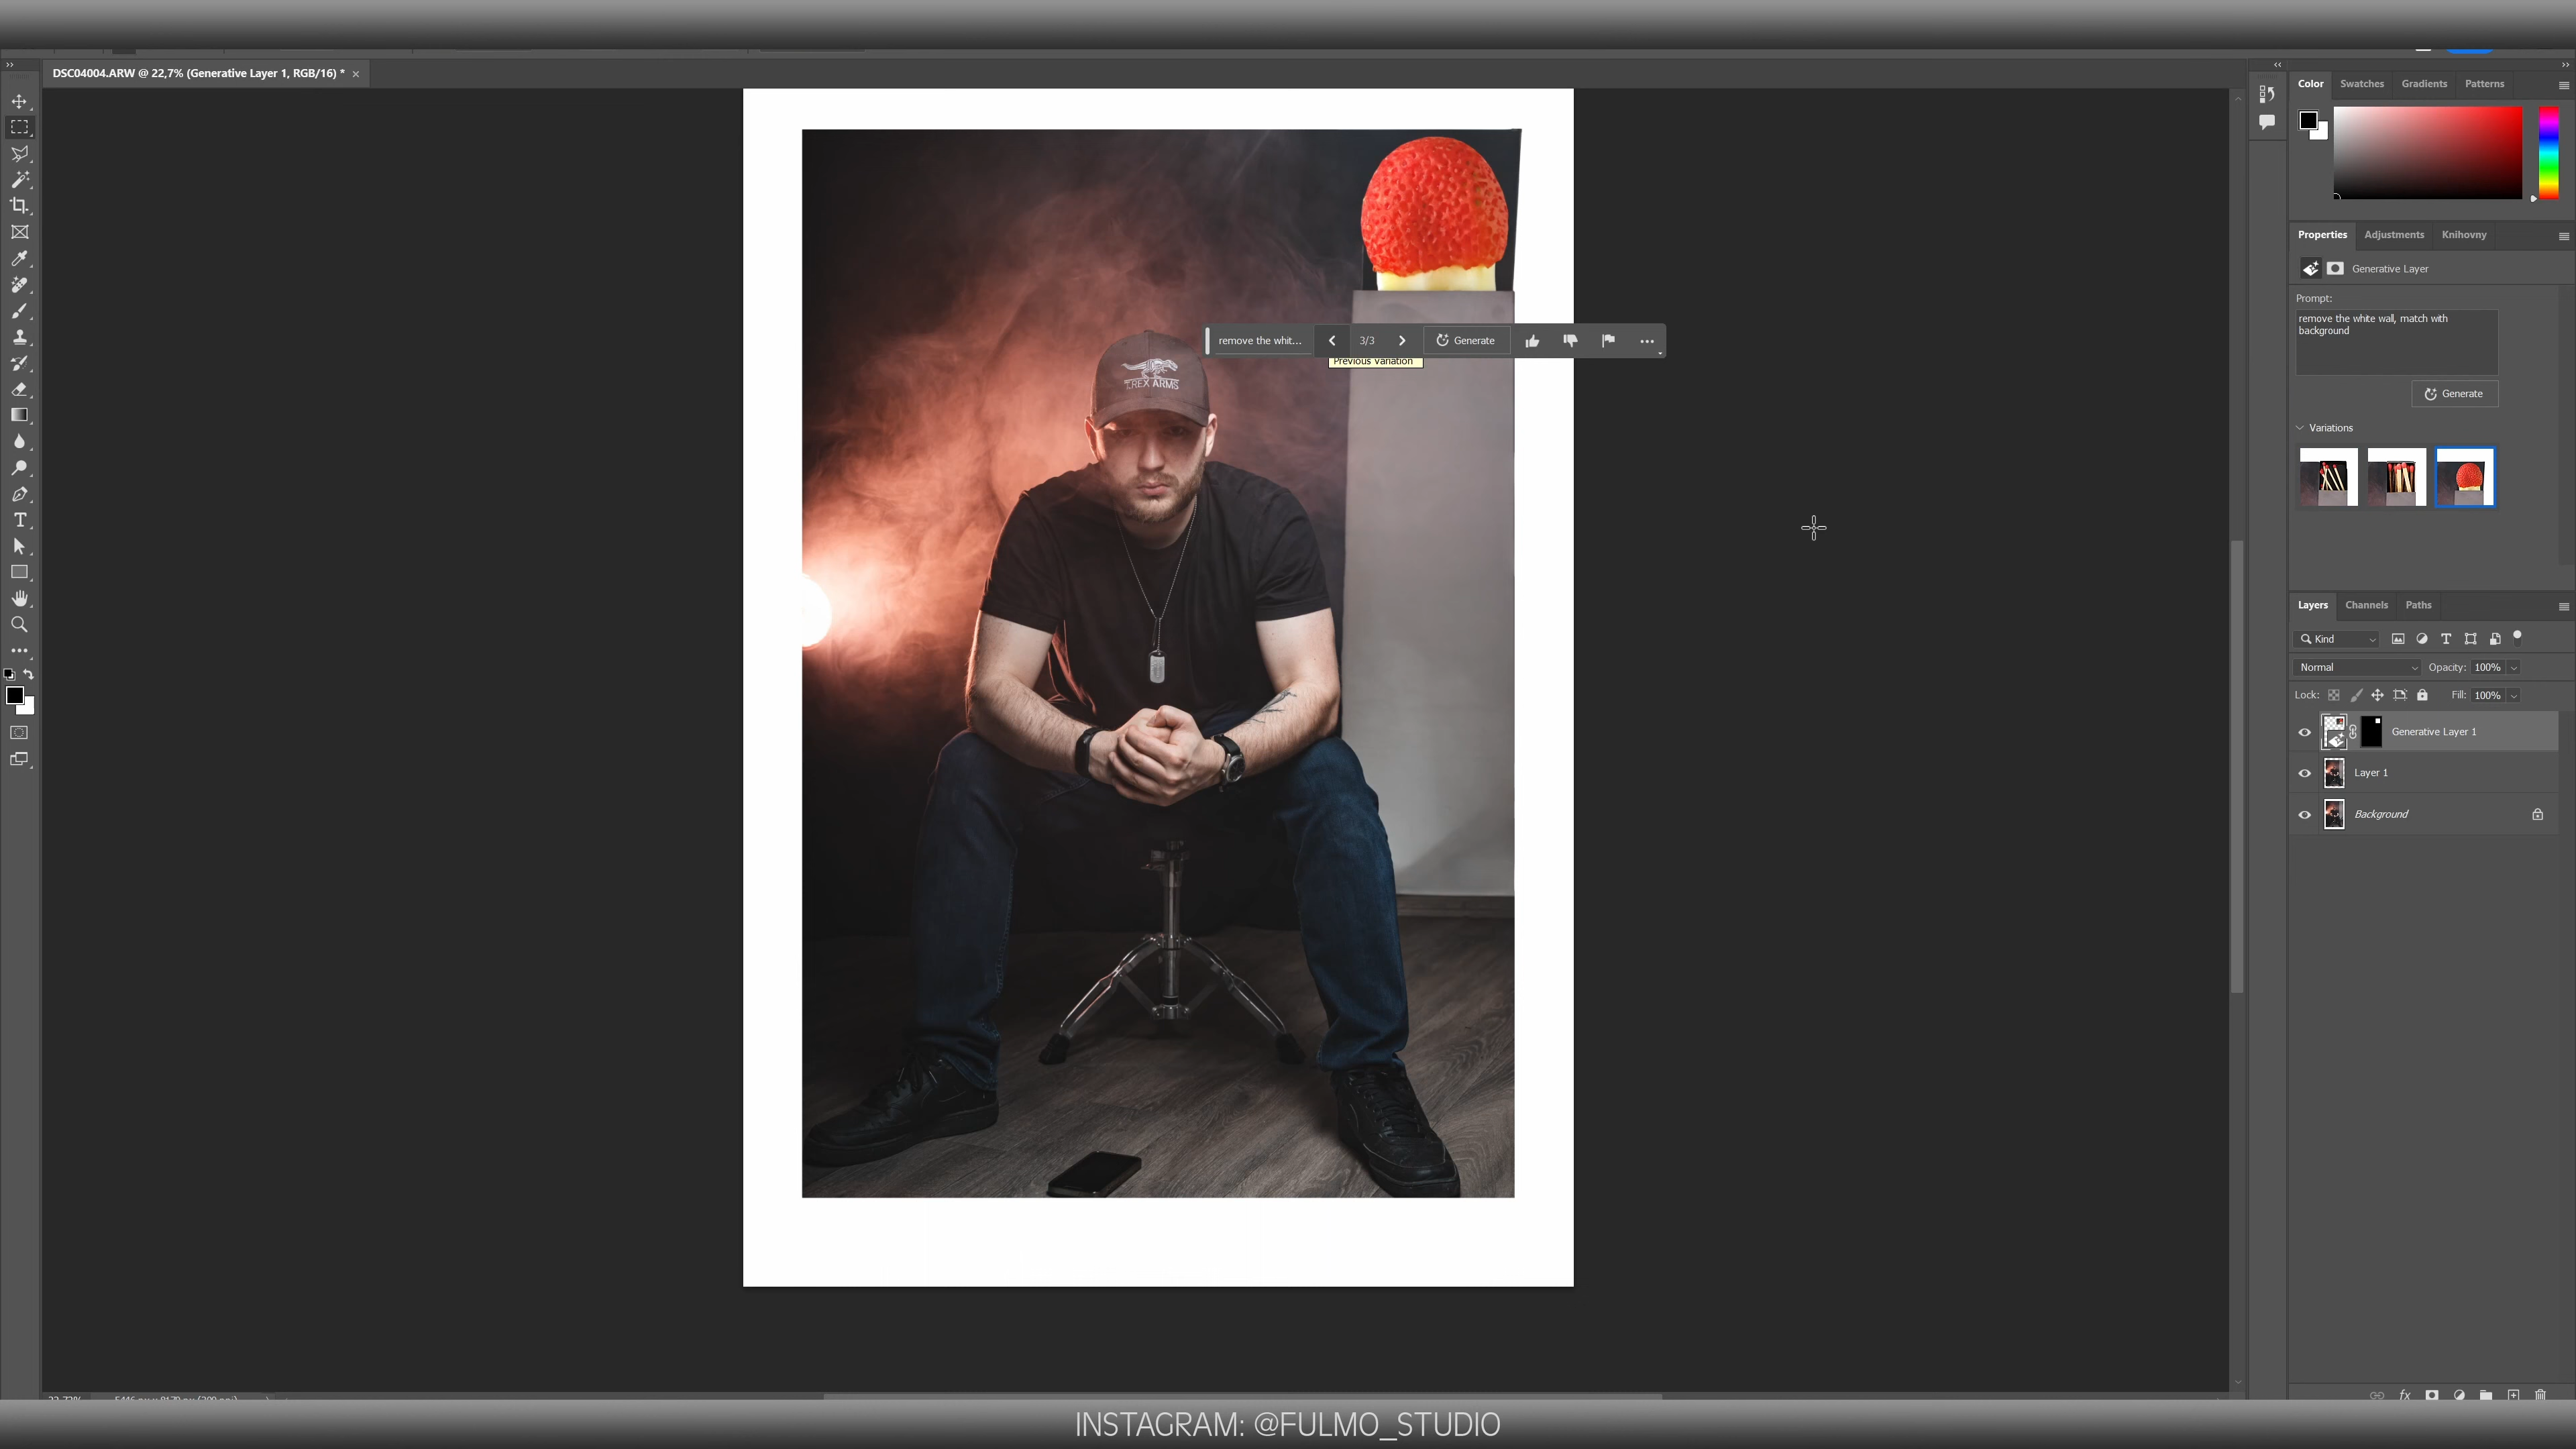 DSC04004.ARW @ 22,7% (Generative Layer 1, RGB/16) *
Color Swatches Gradients Patterns
Properties Adjustments Knihovny
Generative Layer
Prompt:
remove the white wall, match with
background
Generate
Variations
remove the whit... 3/3 Generate
Previous variation
T.REX ARMS
Layers Channels Paths
Kind
Normal Opacity: 100%
Lock: Fill: 100%
Generative Layer 1
Layer 1
Background
INSTAGRAM: @FULMO_STUDIO